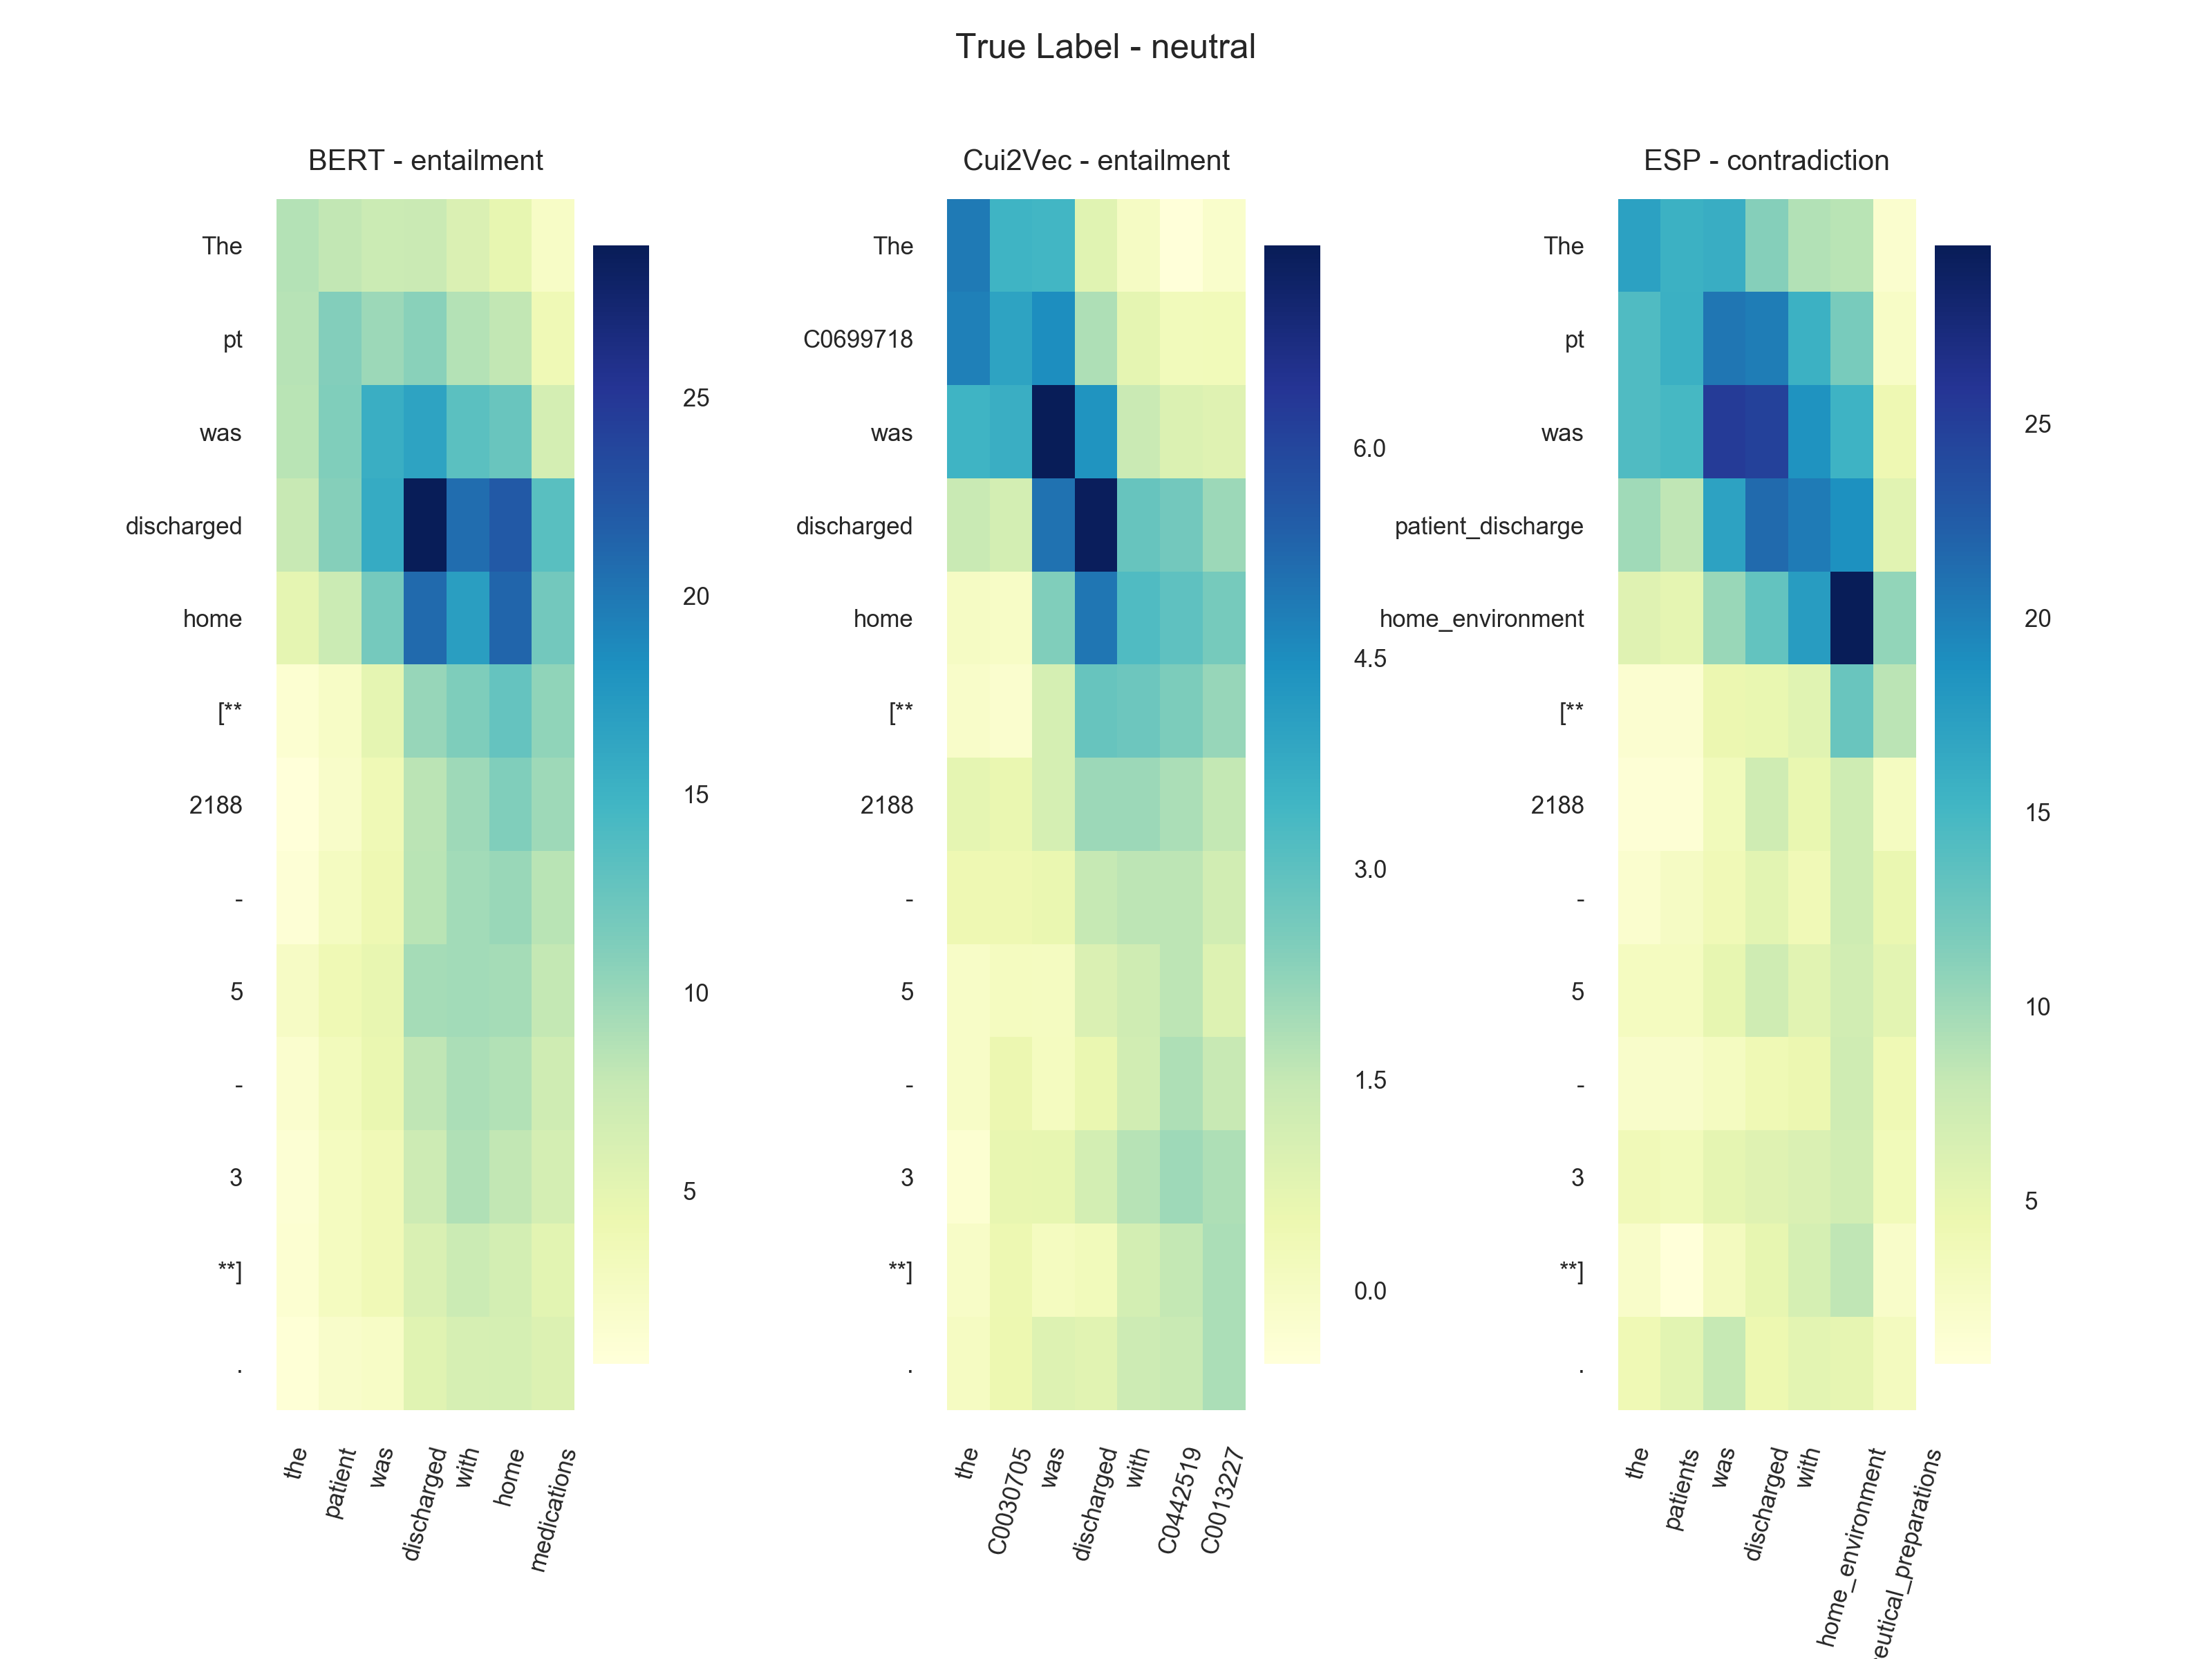 True Label - neutral
BERT - entailment
The
pt
was
discharged
home
[**
2188
-
5
-
3
**]
.
the
patient
was
discharged
with
home
medications
25
20
15
10
5
Cui2Vec - entailment
The
C0699718
was
discharged
home
[**
2188
-
5
-
3
**]
.
the
C0030705
was
discharged
with
C0442519
C0013227
6.0
4.5
3.0
1.5
0.0
ESP - contradiction
The
pt
was
patient_discharge
home_environment
[**
2188
-
5
-
3
**]
.
the
patients
was
discharged
with
home_environment
eutical_preparations
25
20
15
10
5